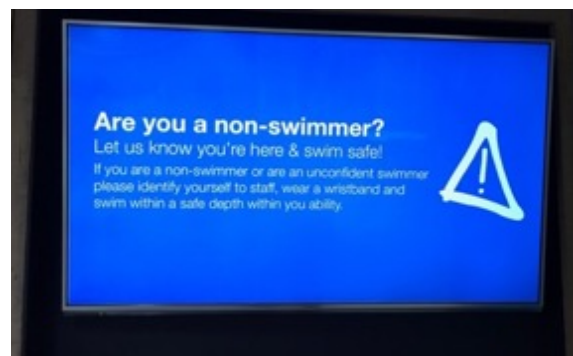 Are you a non-swimmer?
Let us know you're here & swim safe!
If you are a non-swimmer or are an unconfident swimmer
please identify yourself to staff, wear a wristband and
swim within a safe depth within you ability.